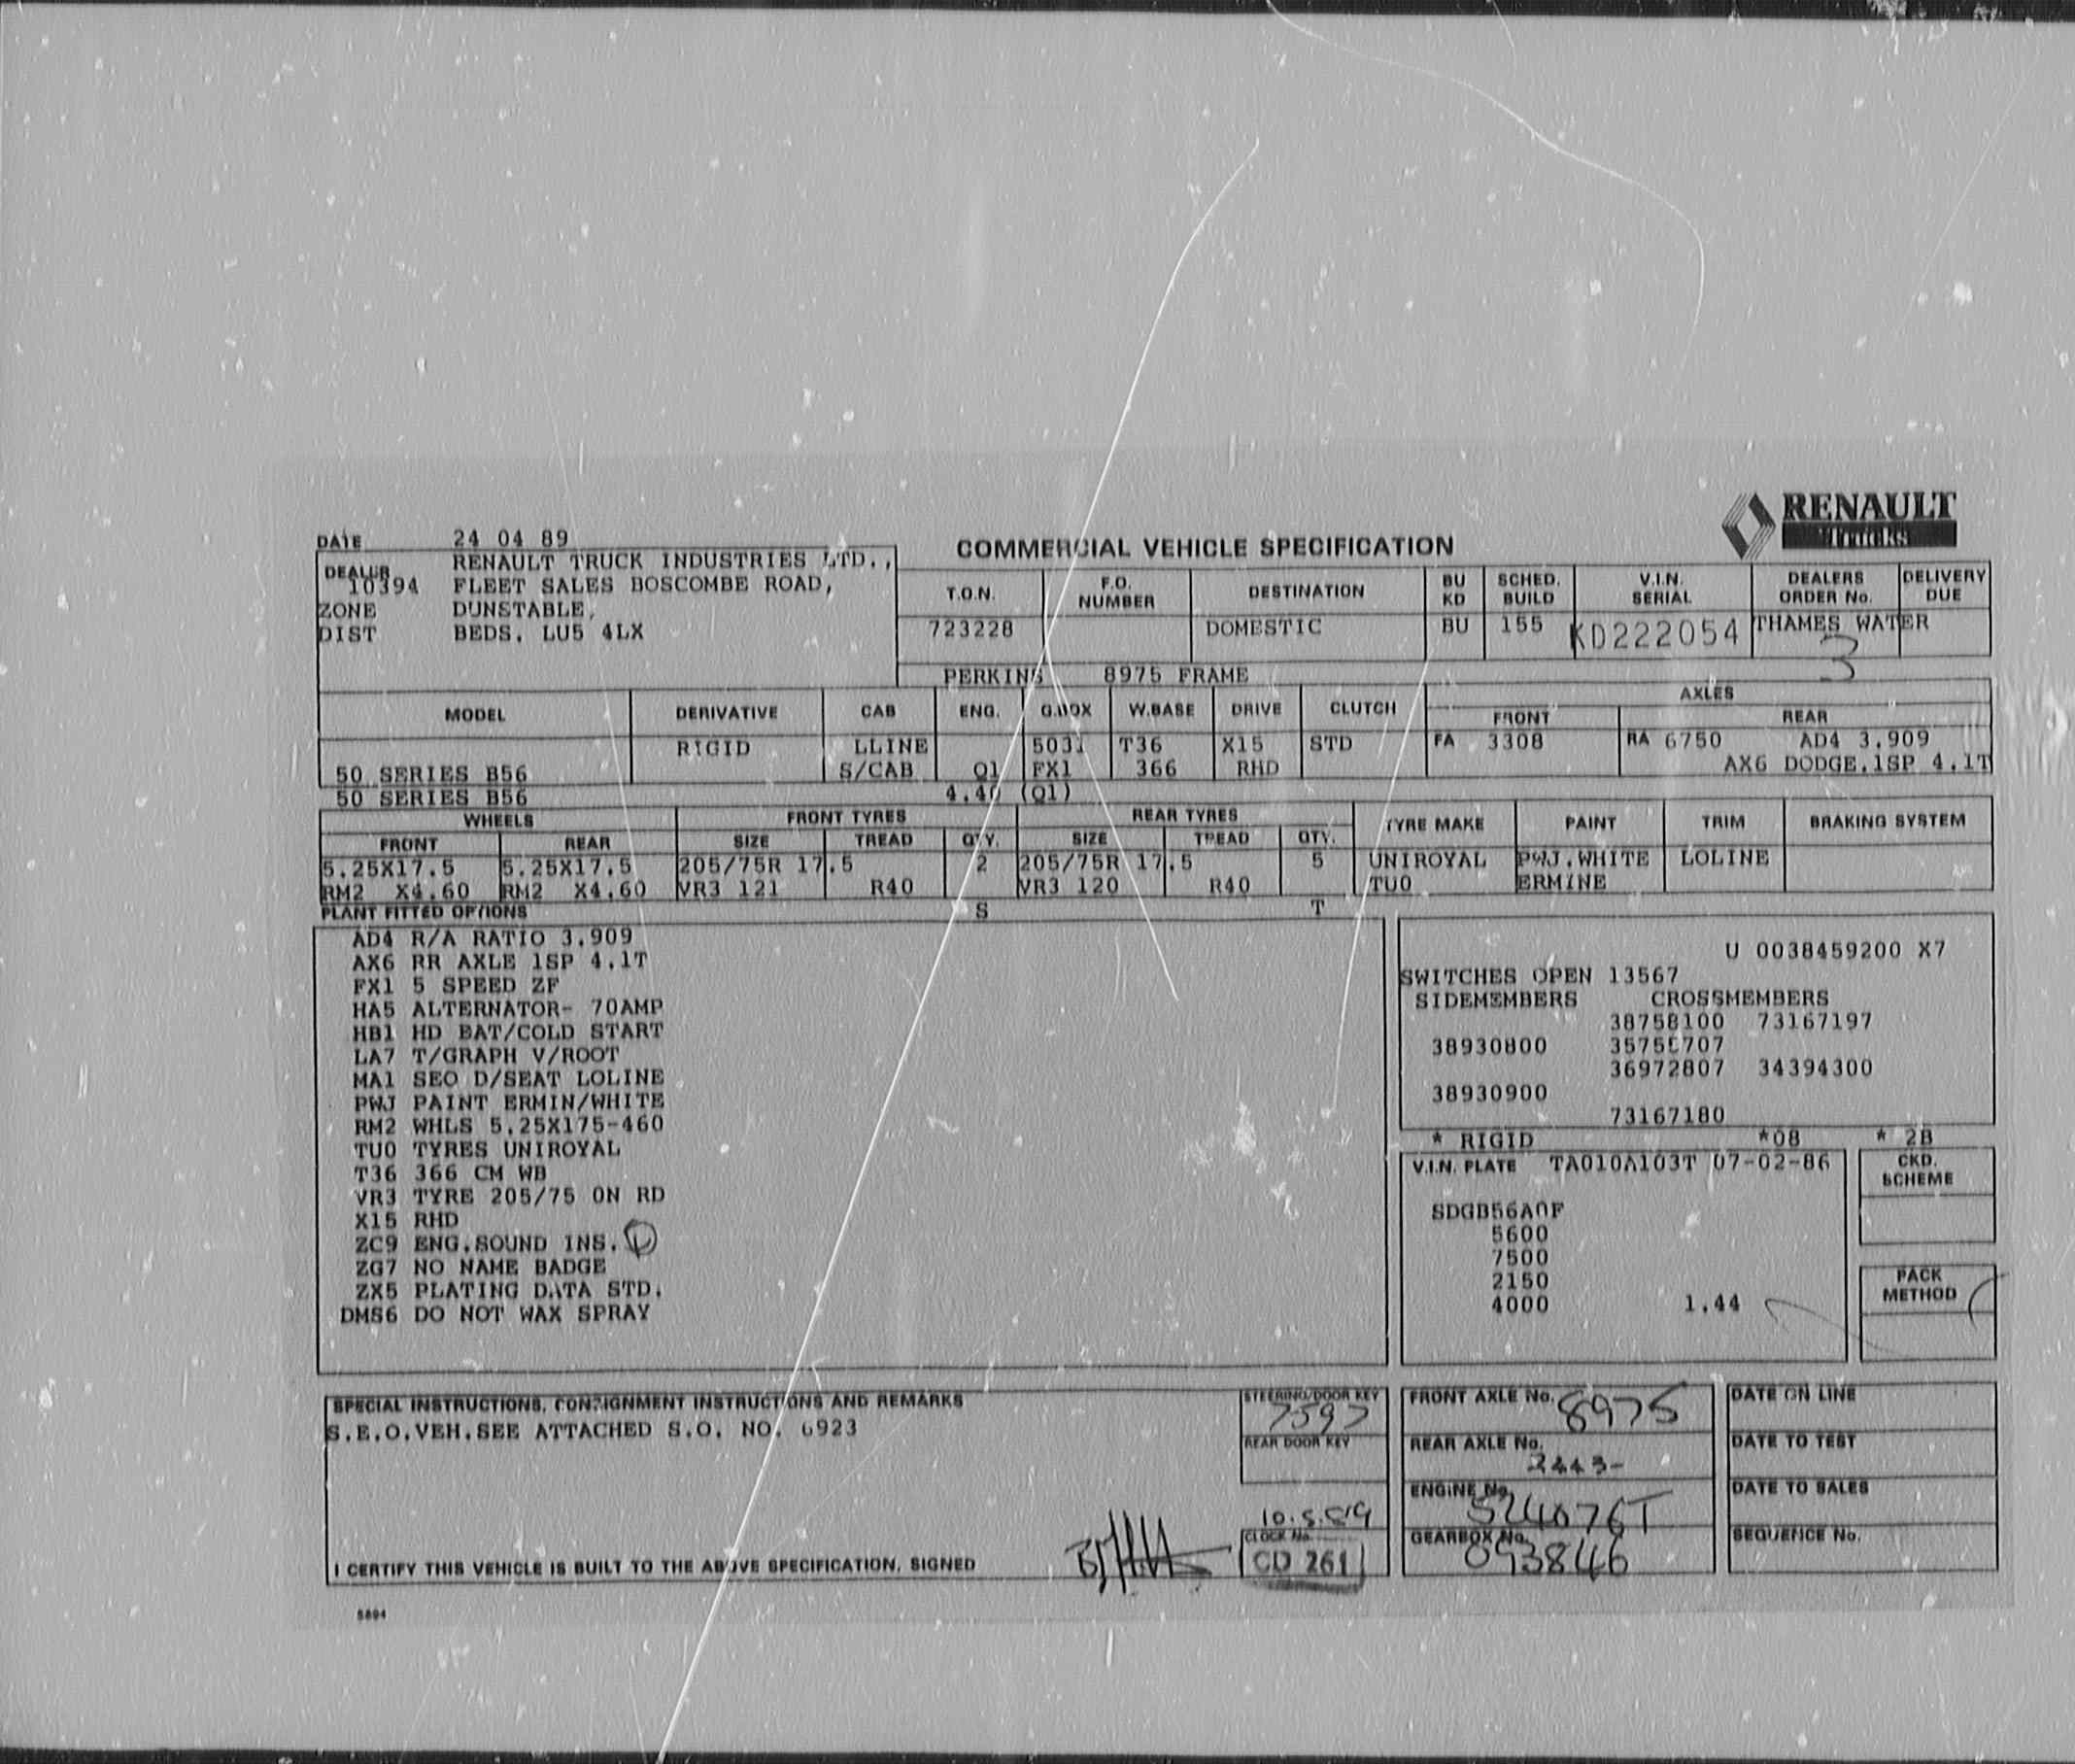 RENAULT
TRUCKS
DATE 24 04 89
COMMERCIAL VEHICLE SPECIFICATION
DEALER RENAULT TRUCK INDUSTRIES LTD.,
10394 FLEET SALES BOSCOMBE ROAD,
ZONE DUNSTABLE,
DIST BEDS. LU5 4LX
T.O.N. F.O. NUMBER DESTINATION BU KD SCHED. BUILD V.I.N. SERIAL DEALERS ORDER No. DELIVERY DUE
723228 DOMESTIC BU 155 KD222054 THAMES WATER
3
PERKINS 8975 FRAME
AXLES
MODEL DERIVATIVE CAB ENG. G.BOX W.BASE DRIVE CLUTCH FRONT REAR
RIGID LLINE 5031 T36 X15 STD FA 3308 RA 6750 AD4 3.909
50 SERIES B56 S/CAB Q1 FX1 366 RHD AX6 DODGE.1SP 4.1T
50 SERIES B56 4.40 (Q1)
WHEELS FRONT TYRES REAR TYRES TYRE MAKE PAINT TRIM BRAKING SYSTEM
FRONT REAR SIZE TREAD QTY. SIZE TREAD QTY.
5.25X17.5 5.25X17.5 205/75R 17.5 2 205/75R 17.5 5 UNIROYAL PWJ.WHITE LOLINE
RM2 X4.60 RM2 X4.60 VR3 121 R40 VR3 120 R40 TU0 ERMINE
PLANT FITTED OPTIONS S T
AD4 R/A RATIO 3.909
AX6 RR AXLE 1SP 4.1T
FX1 5 SPEED ZF
HA5 ALTERNATOR- 70AMP
HB1 HD BAT/COLD START
LA7 T/GRAPH V/ROOT
MA1 SEO D/SEAT LOLINE
PWJ PAINT ERMIN/WHITE
RM2 WHLS 5.25X175-460
TU0 TYRES UNIROYAL
T36 366 CM WB
VR3 TYRE 205/75 ON RD
X15 RHD
ZC9 ENG.SOUND INS.
ZG7 NO NAME BADGE
ZX5 PLATING DATA STD.
DMS6 DO NOT WAX SPRAY
U 0038459200 X7
SWITCHES OPEN 13567
SIDEMEMBERS CROSSMEMBERS
38758100 73167197
38930800
36972807 34394300
38930900
73167180
* RIGID *08 * 2B
V.I.N. PLATE TA010A103T 07-02-86
CKD. SCHEME
SDGB56A0F
5600
7500
2150
4000 1.44
PACK METHOD
SPECIAL INSTRUCTIONS, CONSIGNMENT INSTRUCTIONS AND REMARKS
S.E.O.VEH.SEE ATTACHED S.O. NO. 6923
STEERING/DOOR KEY 7597
REAR DOOR KEY
10.5.89
CLOCK No.
CD 261
I CERTIFY THIS VEHICLE IS BUILT TO THE ABOVE SPECIFICATION. SIGNED
FRONT AXLE No. 8975
REAR AXLE No. 2443-
ENGINE No. 524076T
GEARBOX No. 093846
DATE ON LINE
DATE TO TEST
DATE TO SALES
SEQUENCE No.
5894